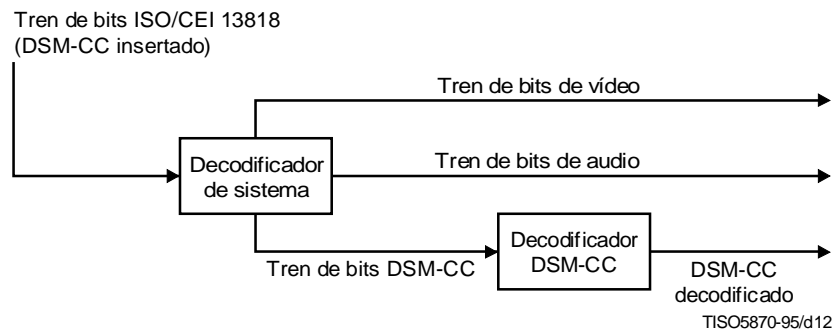 Tren de bits ISO/CEI 13818
(DSM-CC insertado)
Tren de bits de vídeo
Decodificador
de sistema
Tren de bits de audio
Tren de bits DSM-CC
Decodificador
DSM-CC
DSM-CC
decodificado
TISO5870-95/d12